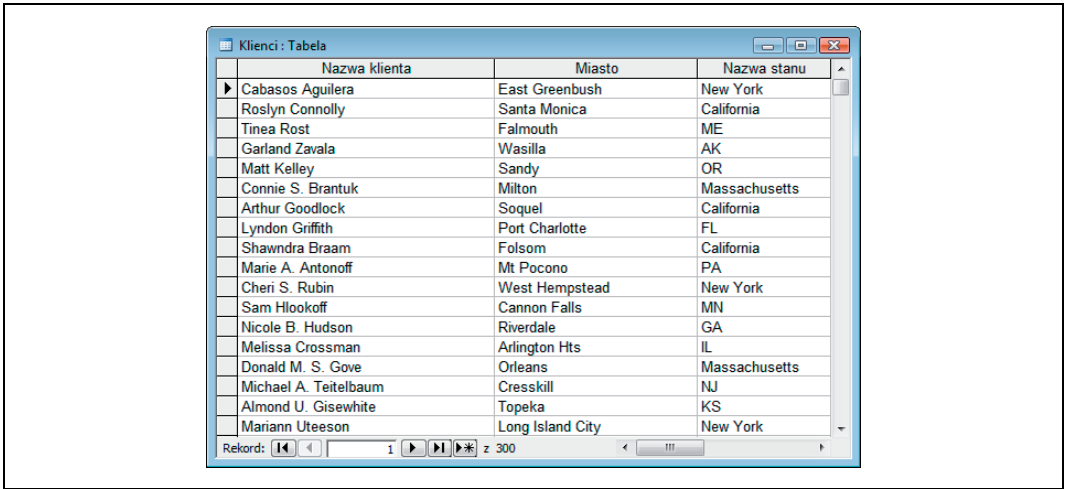 Klienci : Tabela
Nazwa klienta Miasto Nazwa stanu
Cabasos Aguilera East Greenbush New York
Roslyn Connolly Santa Monica California
Tinea Rost Falmouth ME
Garland Zavala Wasilla AK
Matt Kelley Sandy OR
Connie S. Brantuk Milton Massachusetts
Arthur Goodlock Soquel California
Lyndon Griffith Port Charlotte FL
Shawndra Braam Folsom California
Marie A. Antonoff Mt Pocono PA
Cheri S. Rubin West Hempstead New York
Sam Hlookoff Cannon Falls MN
Nicole B. Hudson Riverdale GA
Melissa Crossman Arlington Hts IL
Donald M. S. Gove Orleans Massachusetts
Michael A. Teitelbaum Cresskill NJ
Almond U. Gisewhite Topeka KS
Mariann Uteeson Long Island City New York
Rekord: 1 z 300